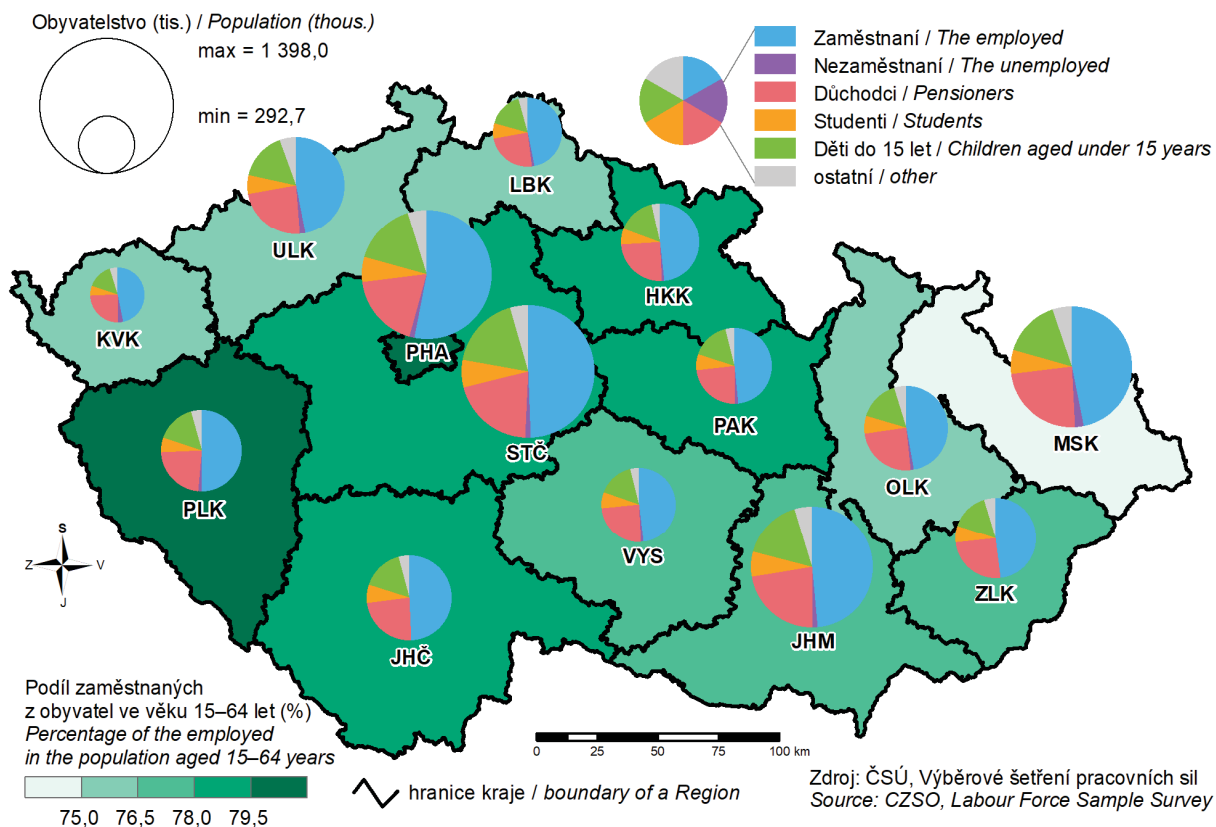 Obyvatelstvo (tis.) / Population (thous.)
max = 1 398,0
min = 292,7
Zaměstnaní / The employed
Nezaměstnaní / The unemployed
Důchodci / Pensioners
Studenti / Students
Děti do 15 let / Children aged under 15 years
ostatní / other
LBK
ULK
HKK
KVK
PHA
PAK
STČ
MSK
OLK
PLK
VYS
ZLK
JHM
JHČ
S
Z V
J
Podíl zaměstnaných
z obyvatel ve věku 15–64 let (%)
Percentage of the employed
in the population aged 15–64 years
75,0 76,5 78,0 79,5
hranice kraje / boundary of a Region
0 25 50 75 100 km
Zdroj: ČSÚ, Výběrové šetření pracovních sil
Source: CZSO, Labour Force Sample Survey